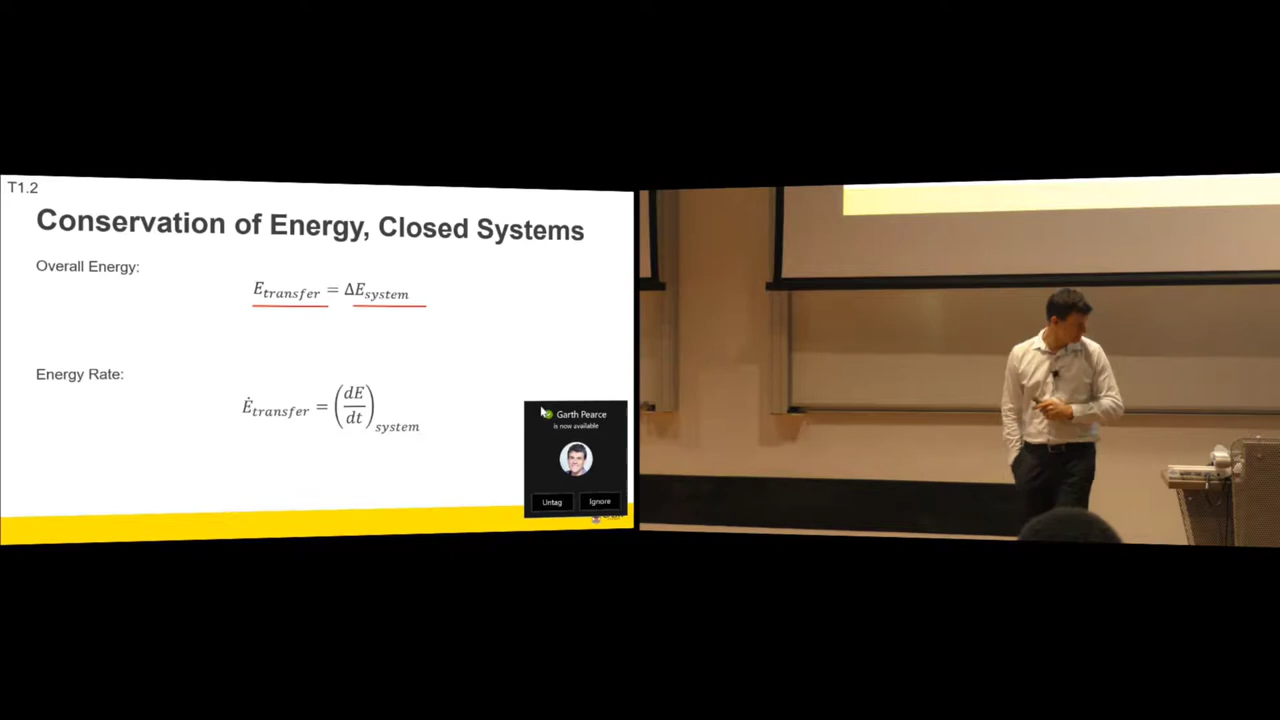 T1.2
Conservation of Energy, Closed Systems
Overall Energy:
E_transfer = ΔE_system
Energy Rate:
Ė_transfer = (dE/dt)_system
Garth Pearce
is now available
Untag
Ignore